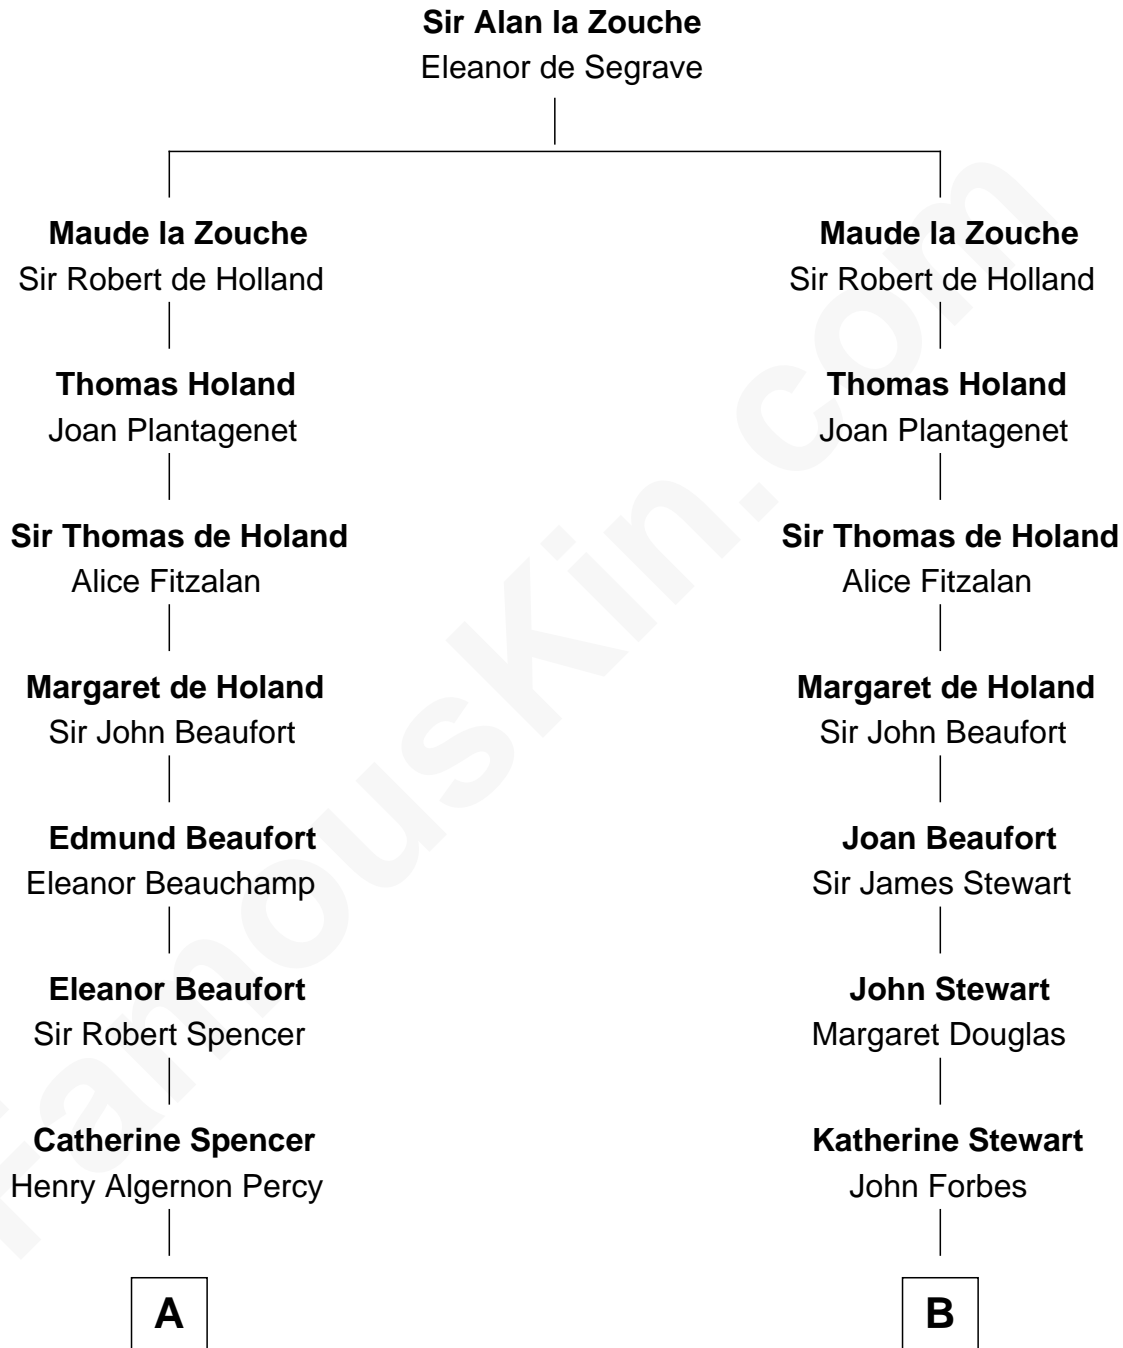 Sir Alan la Zouche
Eleanor de Segrave
Maude la Zouche
Sir Robert de Holland
Thomas Holand
Joan Plantagenet
Sir Thomas de Holand
Alice Fitzalan
Margaret de Holand
Sir John Beaufort
Edmund Beaufort
Eleanor Beauchamp
Eleanor Beaufort
Sir Robert Spencer
Catherine Spencer
Henry Algernon Percy
A
Maude la Zouche
Sir Robert de Holland
Thomas Holand
Joan Plantagenet
Sir Thomas de Holand
Alice Fitzalan
Margaret de Holand
Sir John Beaufort
Joan Beaufort
Sir James Stewart
John Stewart
Margaret Douglas
Katherine Stewart
John Forbes
B
FamousKin.com